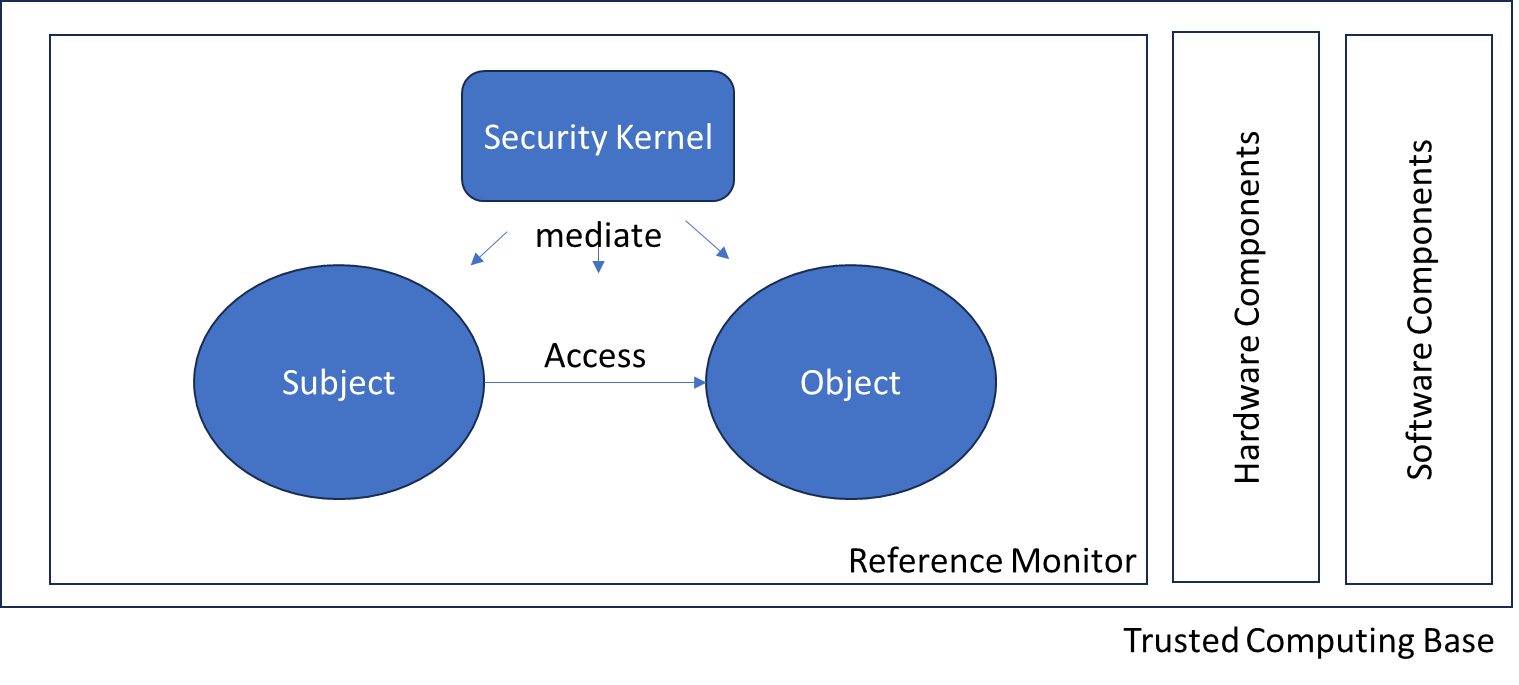 Security Kernel
mediate
Subject
Access
Object
Reference Monitor
Hardware Components
Software Components
Trusted Computing Base